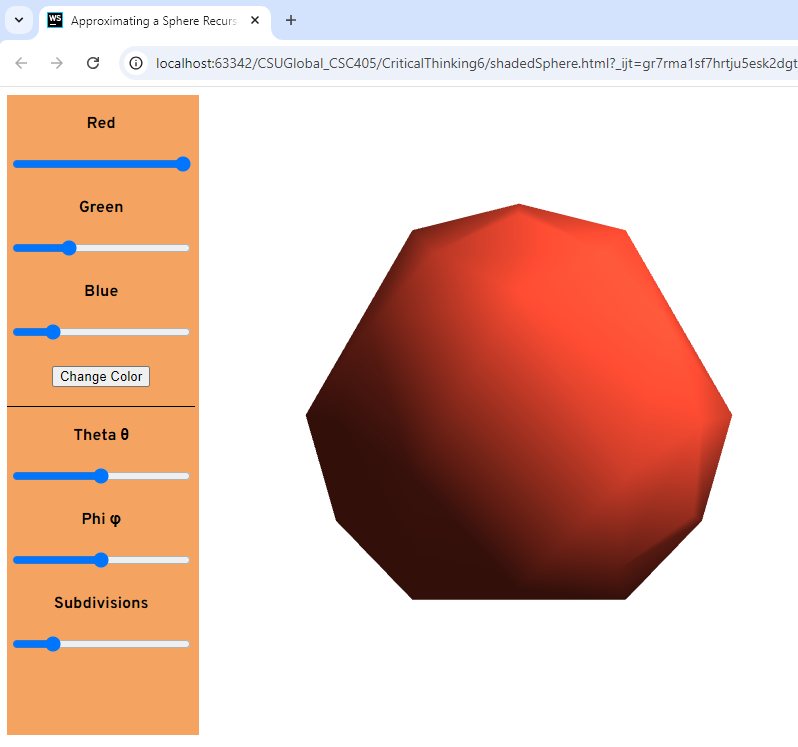 WS
Approximating a Sphere Recurs
localhost:63342/CSUGlobal_CSC405/CriticalThinking6/shadedSphere.html?_ijt=gr7rma1sf7hrtju5esk2dgt
Red
Green
Blue
Change Color
Theta θ
Phi φ
Subdivisions